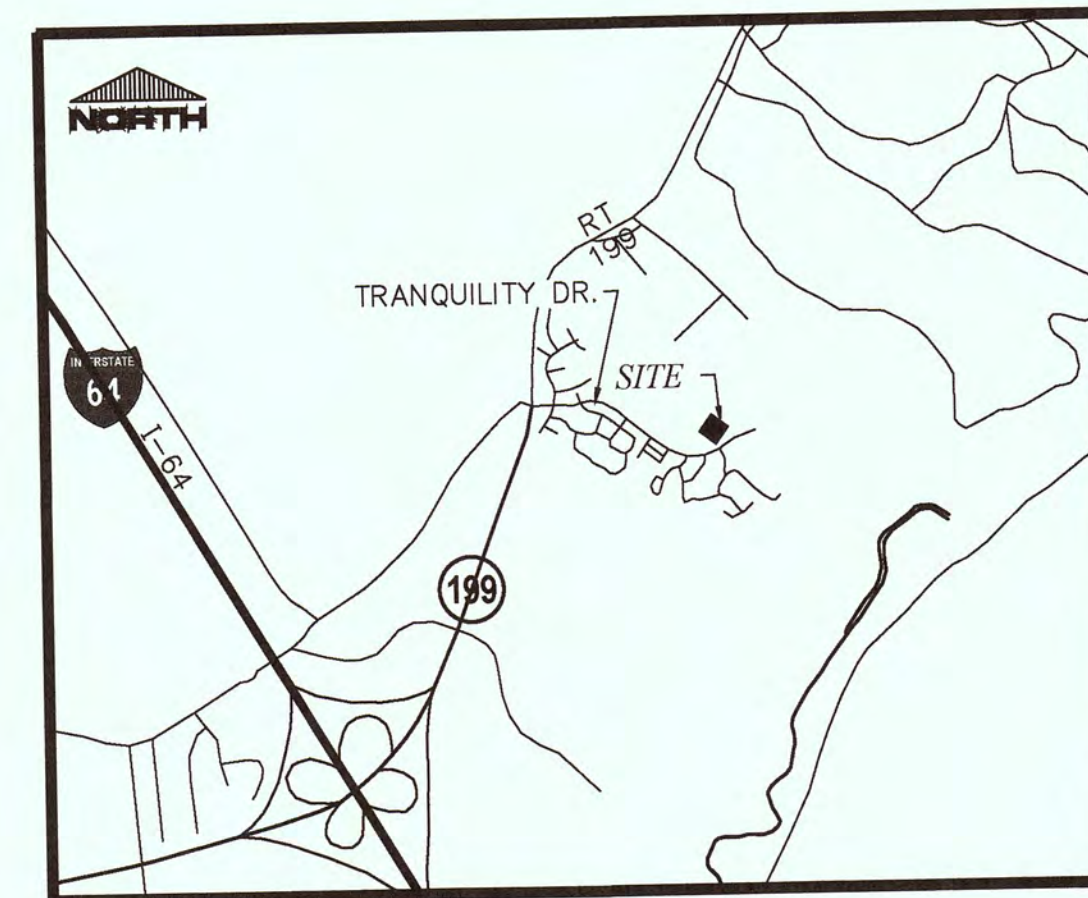 NORTH
RT
199
TRANQUILITY DR.
SITE
INTERSTATE
64
I-64
199